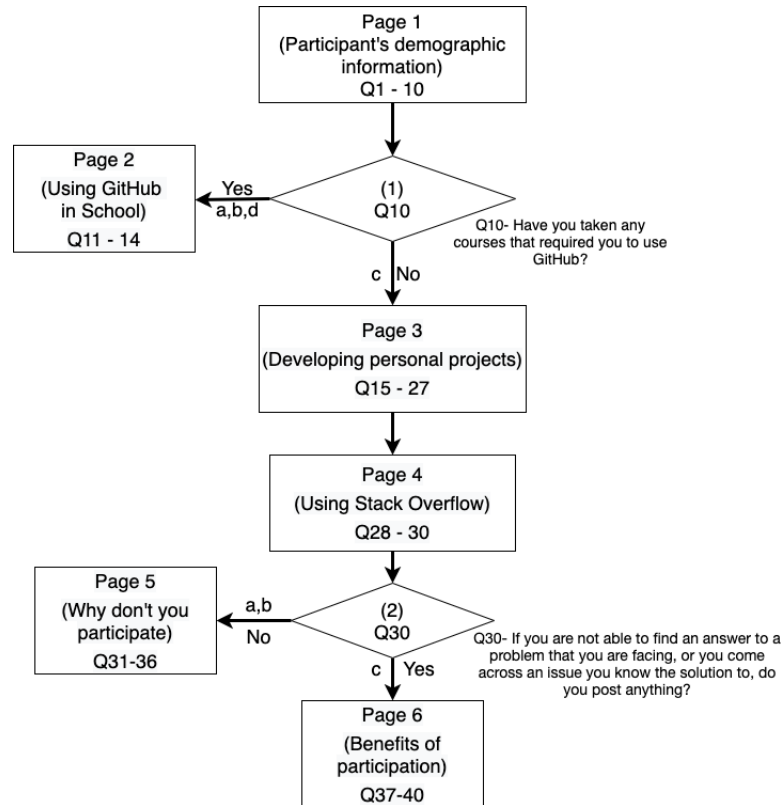 Page 1
(Participant's demographic
information)
Q1 - 10
Page 2
(Using GitHub
in School)
Q11 - 14
Yes
a,b,d
(1)
Q10
Q10- Have you taken any
courses that required you to use
GitHub?
c No
Page 3
(Developing personal projects)
Q15 - 27
Page 4
(Using Stack Overflow)
Q28 - 30
Page 5
(Why don't you
participate)
Q31-36
a,b
No
(2)
Q30
Q30- If you are not able to find an answer to a
problem that you are facing, or you come
across an issue you know the solution to, do
you post anything?
c Yes
Page 6
(Benefits of
participation)
Q37-40